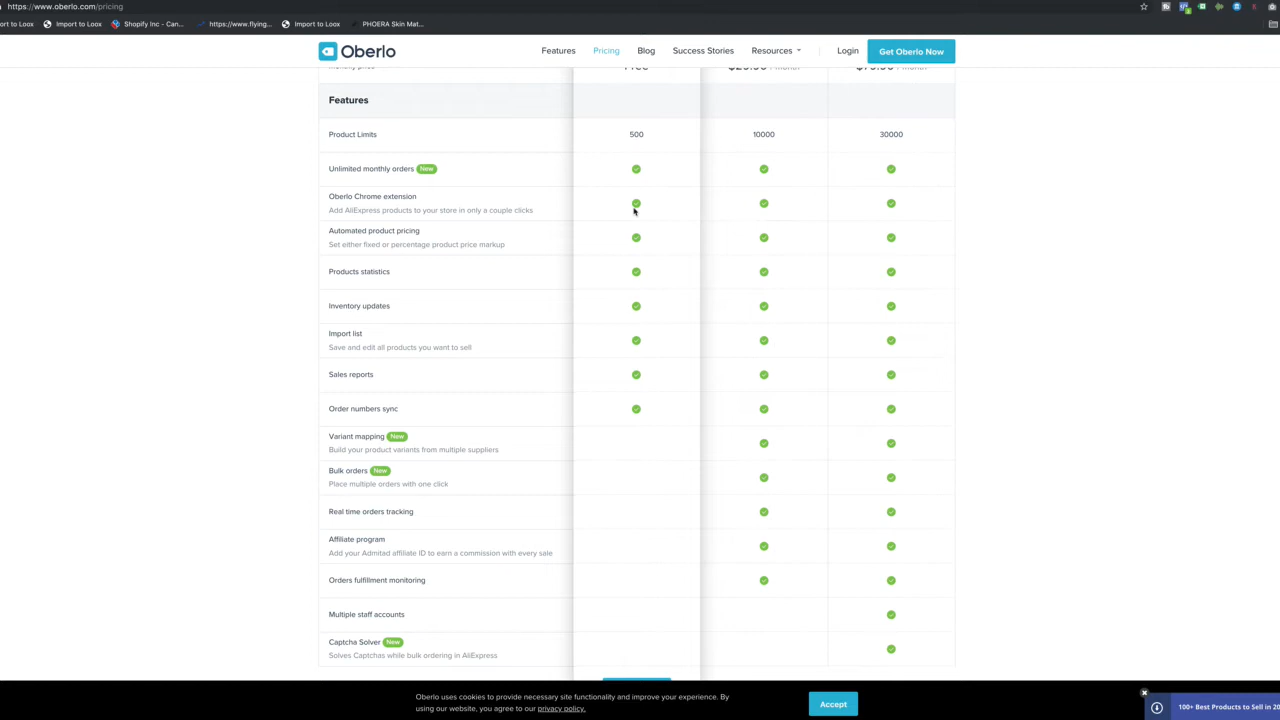 https://www.oberlo.com/pricing
ort to Loox
Import to Loox
Shopify Inc - Can...
https://www.flying...
Import to Loox
PHOERA Skin Mat...
Oberlo
Features
Pricing
Blog
Success Stories
Resources
Login
Get Oberlo Now
Features
Product Limits
500
10000
30000
Unlimited monthly orders New
Oberlo Chrome extension
Add AliExpress products to your store in only a couple clicks
Automated product pricing
Set either fixed or percentage product price markup
Products statistics
Inventory updates
Import list
Save and edit all products you want to sell
Sales reports
Order numbers sync
Variant mapping New
Build your product variants from multiple suppliers
Bulk orders New
Place multiple orders with one click
Real time orders tracking
Affiliate program
Add your Admitad affiliate ID to earn a commission with every sale
Orders fulfillment monitoring
Multiple staff accounts
Captcha Solver New
Solves Captchas while bulk ordering in AliExpress
Oberlo uses cookies to provide necessary site functionality and improve your experience. By
using our website, you agree to our privacy policy.
Accept
100+ Best Products to Sell in 20